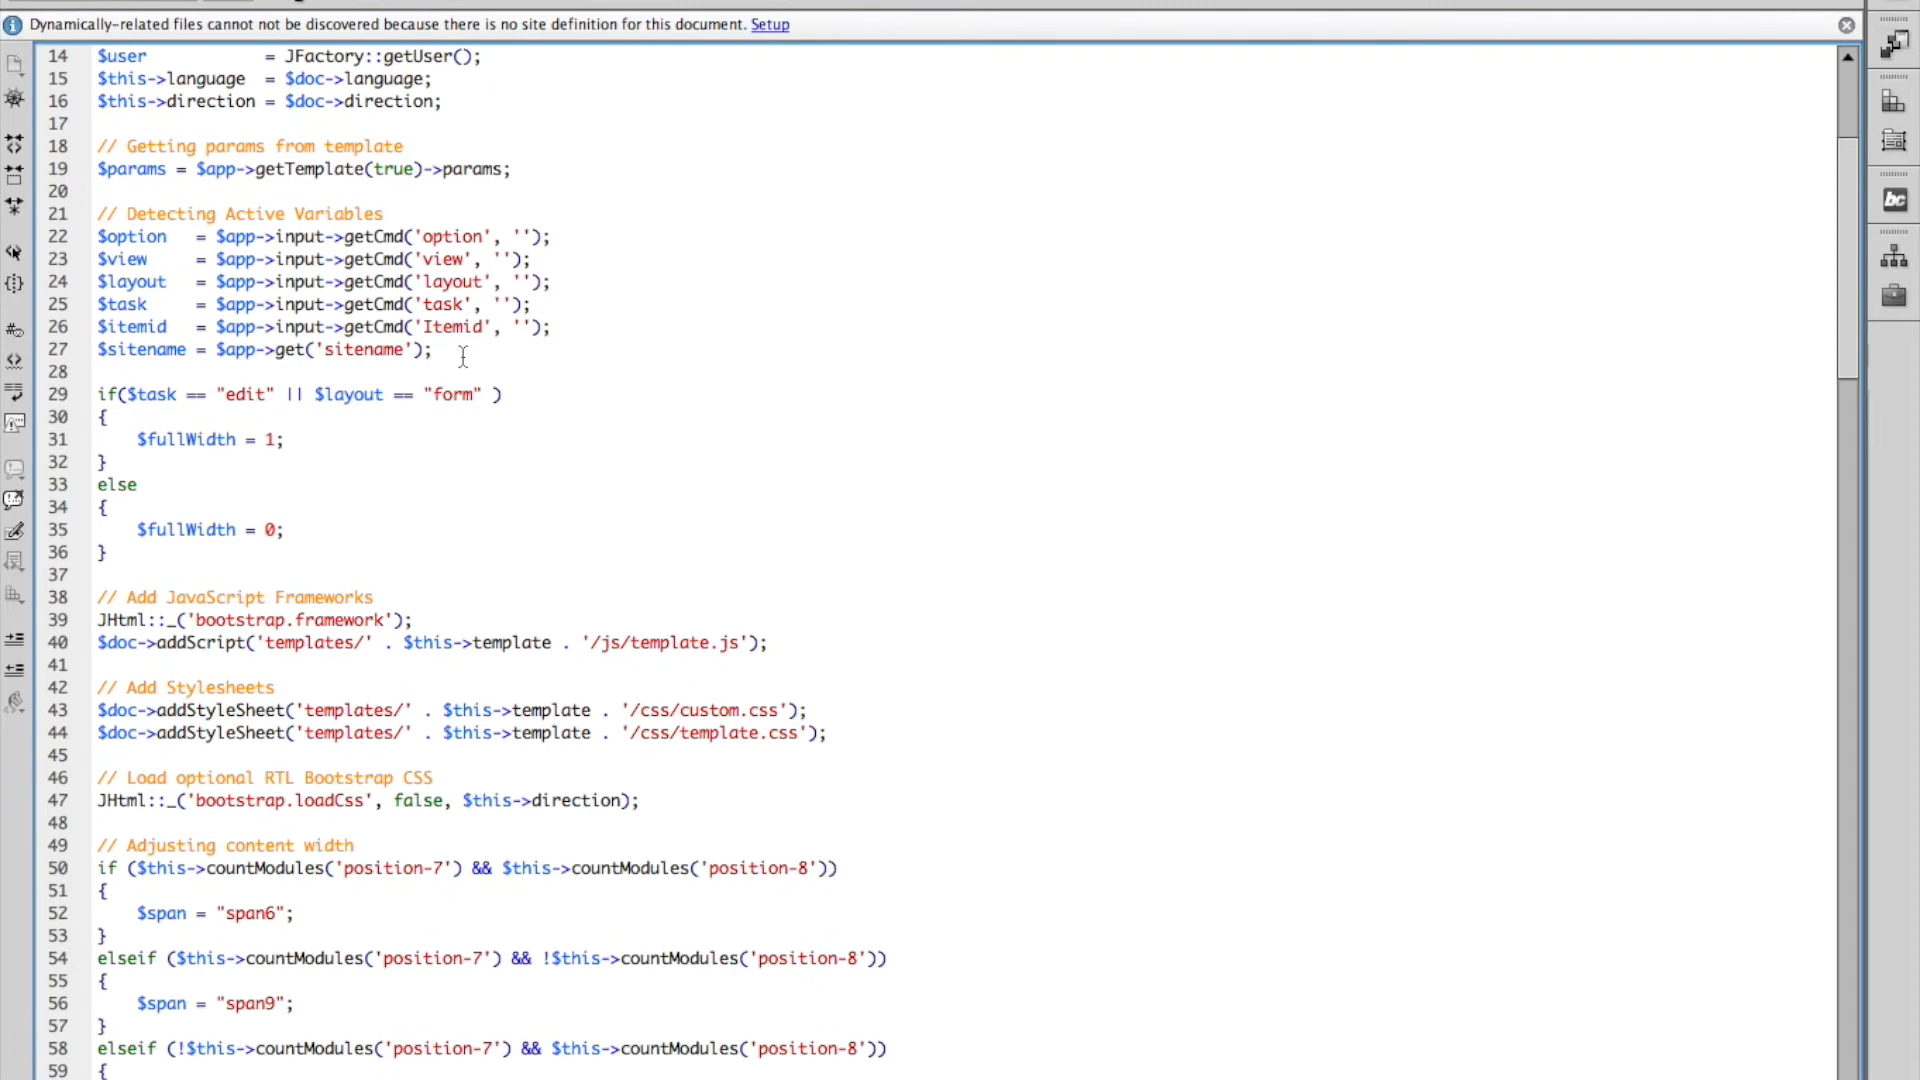 Dynamically-related files cannot not be discovered because there is no site definition for this document. Setup
14 $user            = JFactory::getUser();
15 $this->language  = $doc->language;
16 $this->direction = $doc->direction;
17
18 // Getting params from template
19 $params = $app->getTemplate(true)->params;
20
21 // Detecting Active Variables
22 $option   = $app->input->getCmd('option', '');
23 $view     = $app->input->getCmd('view', '');
24 $layout   = $app->input->getCmd('layout', '');
25 $task     = $app->input->getCmd('task', '');
26 $itemid   = $app->input->getCmd('Itemid', '');
27 $sitename = $app->get('sitename');
28
29 if($task == "edit" || $layout == "form" )
30 {
31     $fullWidth = 1;
32 }
33 else
34 {
35     $fullWidth = 0;
36 }
37
38 // Add JavaScript Frameworks
39 JHtml::_('bootstrap.framework');
40 $doc->addScript('templates/' . $this->template . '/js/template.js');
41
42 // Add Stylesheets
43 $doc->addStyleSheet('templates/' . $this->template . '/css/custom.css');
44 $doc->addStyleSheet('templates/' . $this->template . '/css/template.css');
45
46 // Load optional RTL Bootstrap CSS
47 JHtml::_('bootstrap.loadCss', false, $this->direction);
48
49 // Adjusting content width
50 if ($this->countModules('position-7') && $this->countModules('position-8'))
51 {
52     $span = "span6";
53 }
54 elseif ($this->countModules('position-7') && !$this->countModules('position-8'))
55 {
56     $span = "span9";
57 }
58 elseif (!$this->countModules('position-7') && $this->countModules('position-8'))
59 {
bc